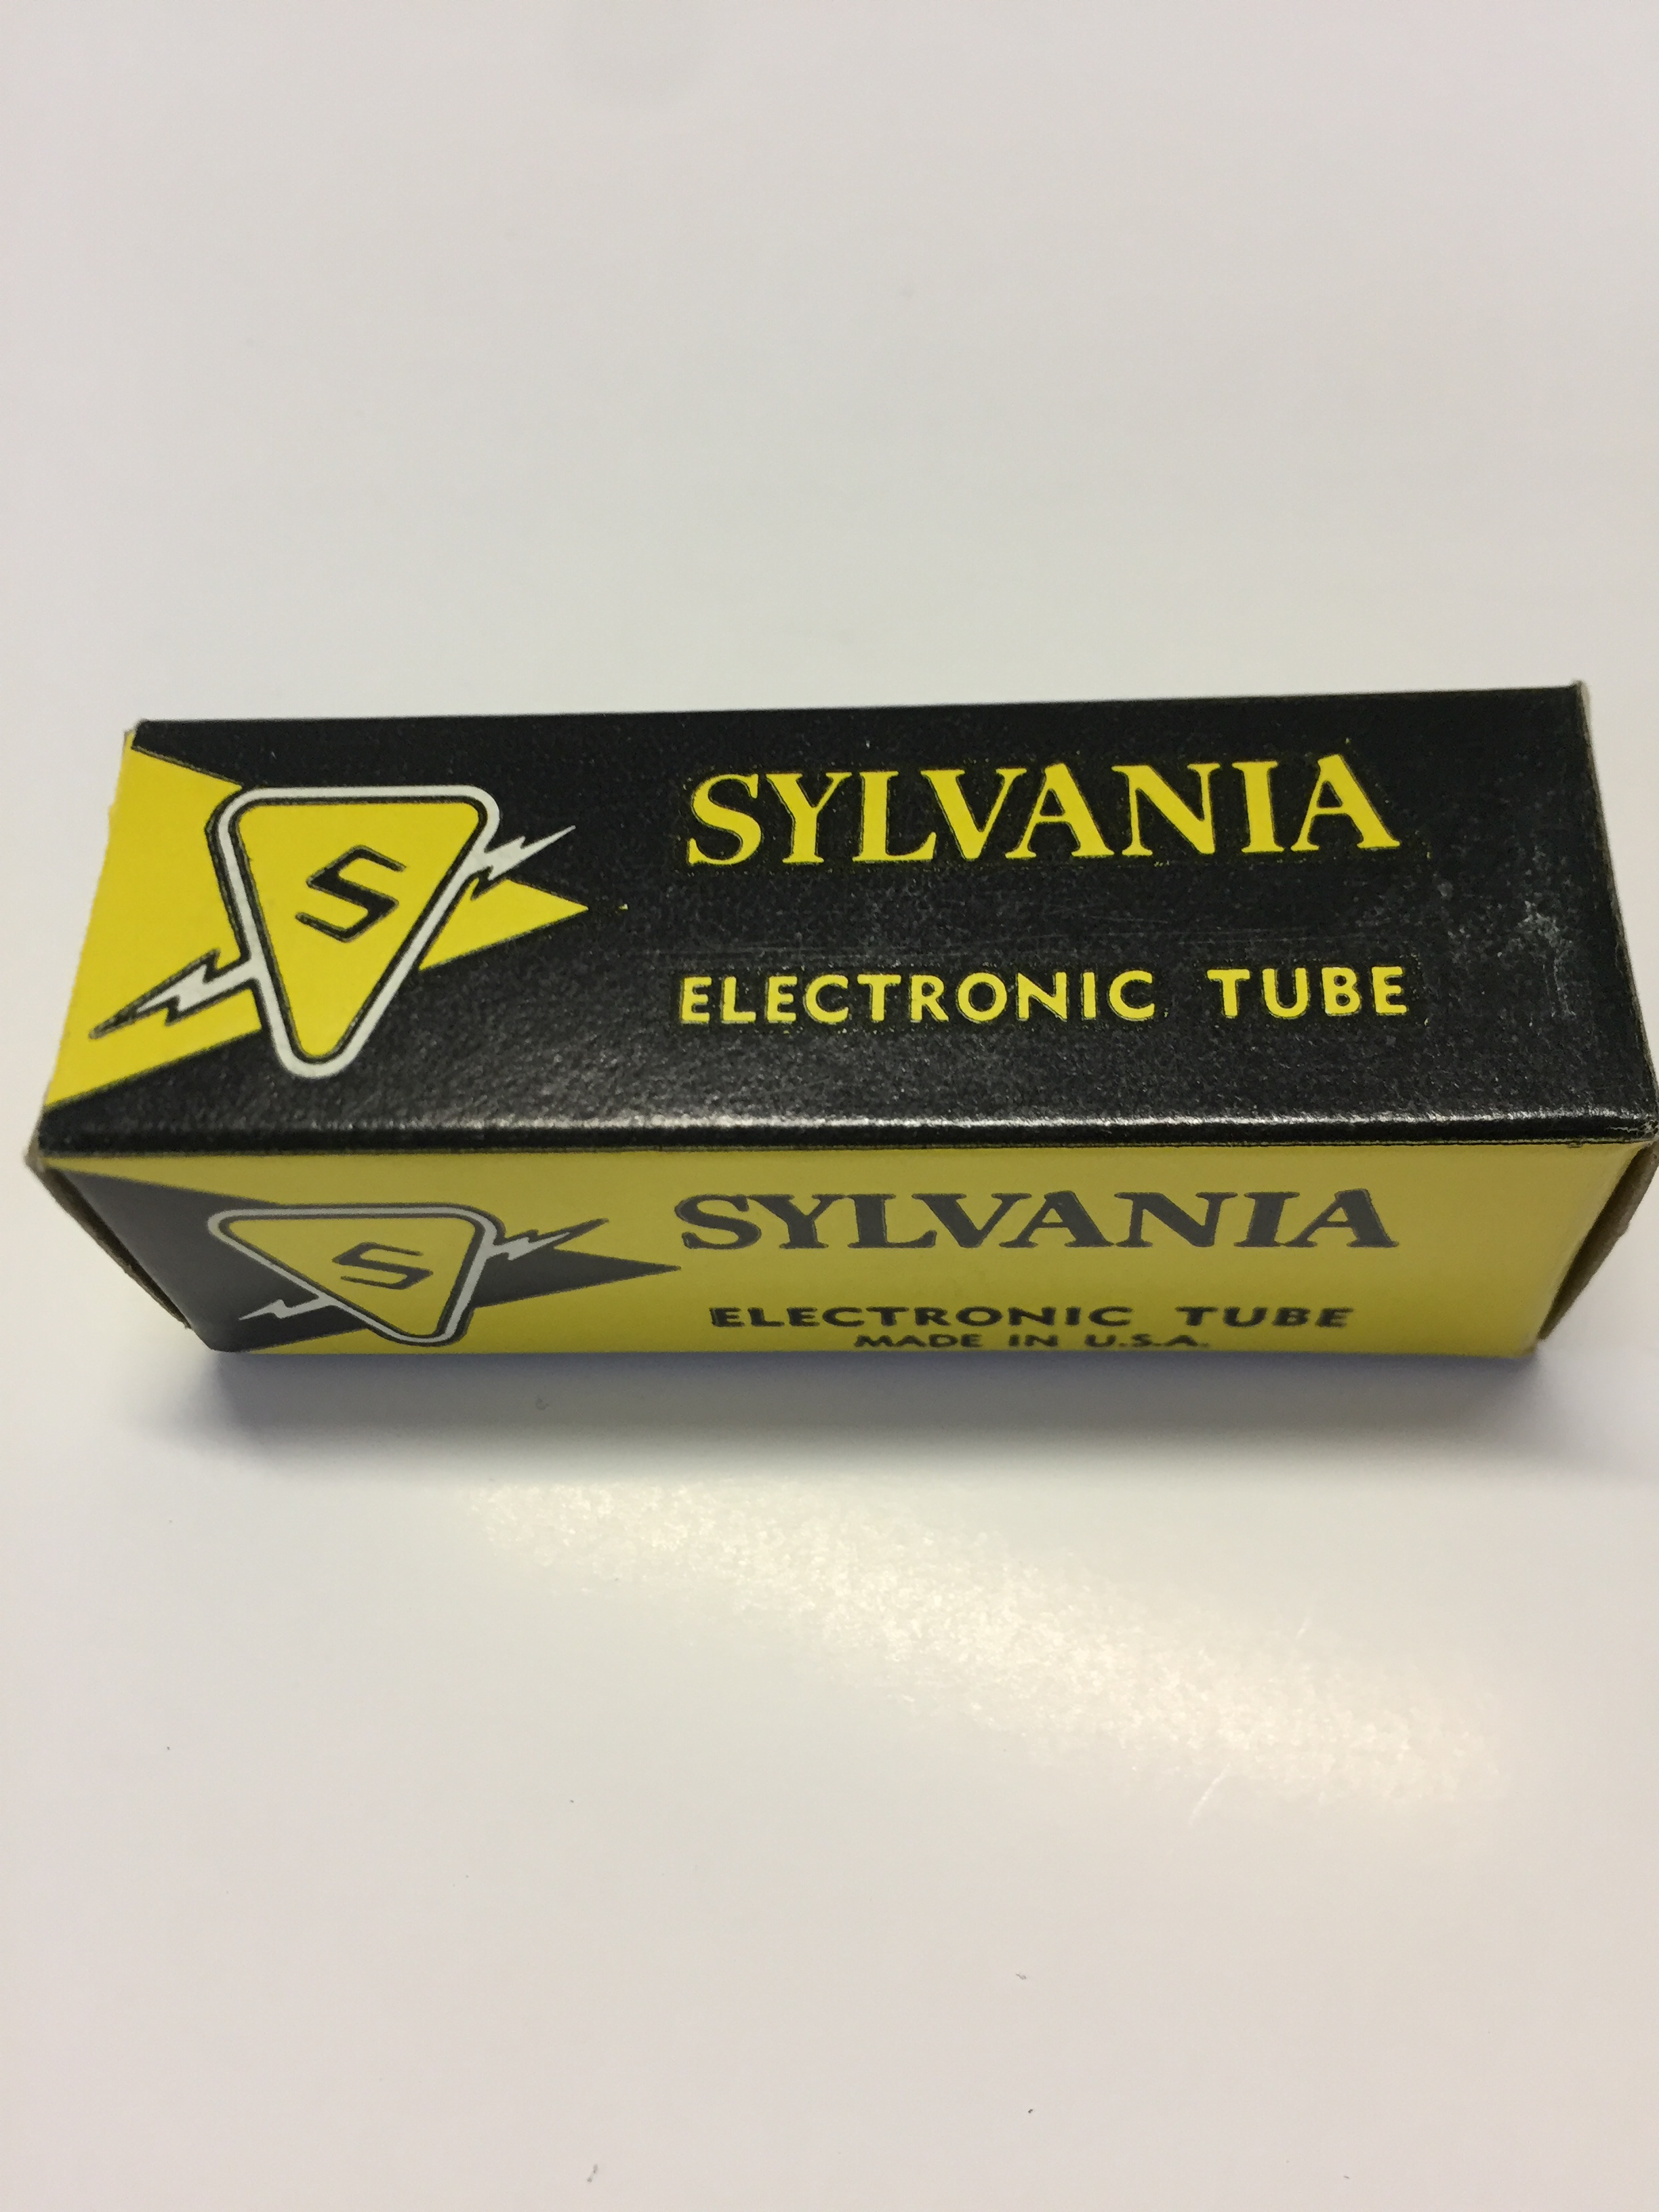 S
SYLVANIA
ELECTRONIC TUBE
S
SYLVANIA
ELECTRONIC TUBE
MADE IN U.S.A.